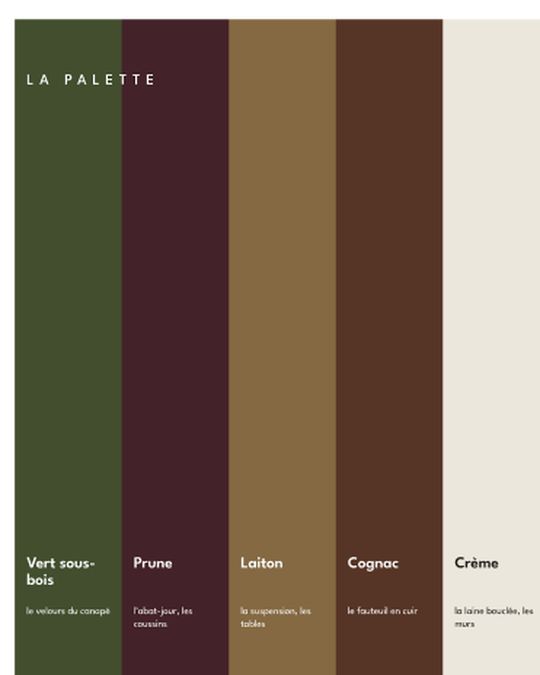 LA PALETTE
Vert sous-
bois
le velours du canapé
Prune
l'abat-jour, les
coussins
Laiton
la suspension, les
tables
Cognac
le fauteuil en cuir
Crème
la laine bouclée, les
murs